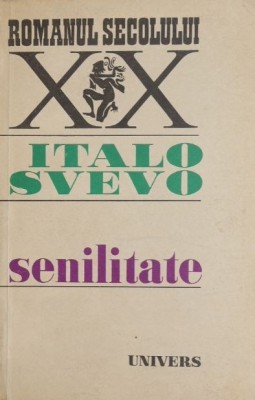 ROMANUL SECOLULUI
XX
ITALO
SVEVO
senilitate
UNIVERS